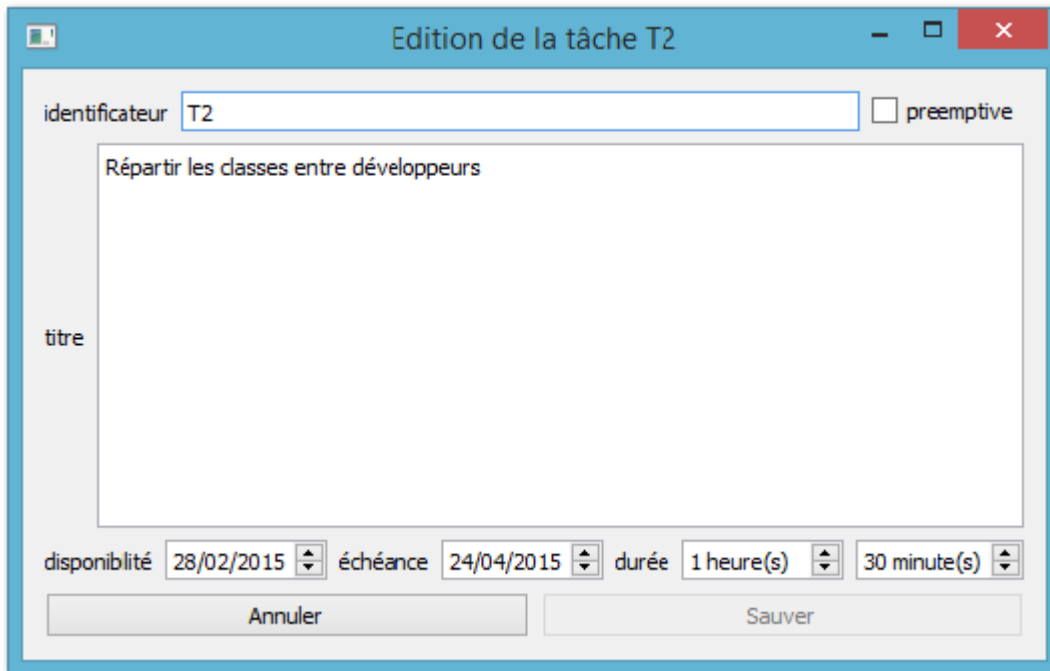 Edition de la tâche T2
identificateur T2 preemptive
Répartir les classes entre développeurs
titre
disponiblité 28/02/2015 échéance 24/04/2015 durée 1 heure(s) 30 minute(s)
Annuler Sauver